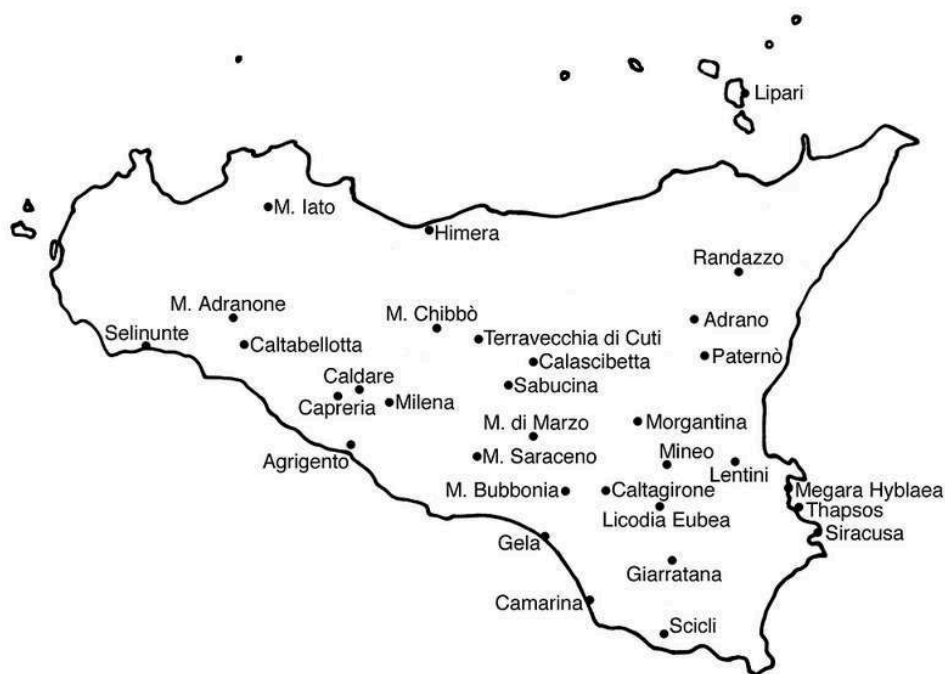 Lipari
M. Iato
Himera
Randazzo
M. Adranone
M. Chibbò
Adrano
Selinunte
Caltabellotta
Terravecchia di Cuti
Calascibetta
Paternò
Caldare
Sabucina
Capreria
Milena
M. di Marzo
Morgantina
Agrigento
M. Saraceno
Mineo
Lentini
M. Bubbonia
Caltagirone
Megara Hyblaea
Licodia Eubea
Thapsos
Siracusa
Gela
Giarratana
Camarina
Scicli